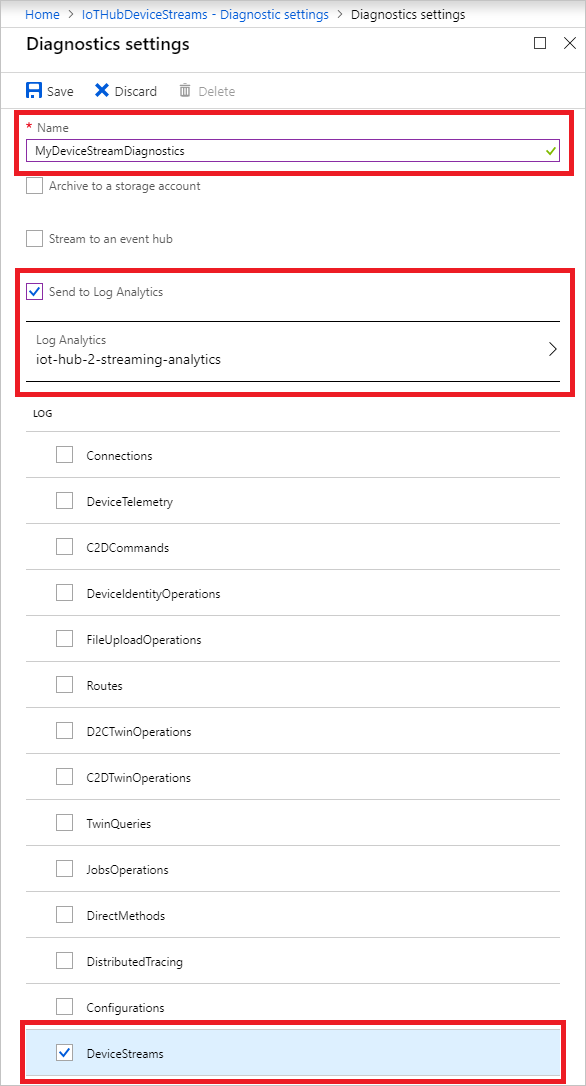 Home > IoTHubDeviceStreams - Diagnostic settings > Diagnostics settings
Diagnostics settings
Save Discard Delete
* Name
MyDeviceStreamDiagnostics
Archive to a storage account
Stream to an event hub
Send to Log Analytics
Log Analytics
iot-hub-2-streaming-analytics
LOG
Connections
DeviceTelemetry
C2DCommands
DeviceIdentityOperations
FileUploadOperations
Routes
D2CTwinOperations
C2DTwinOperations
TwinQueries
JobsOperations
DirectMethods
DistributedTracing
Configurations
DeviceStreams